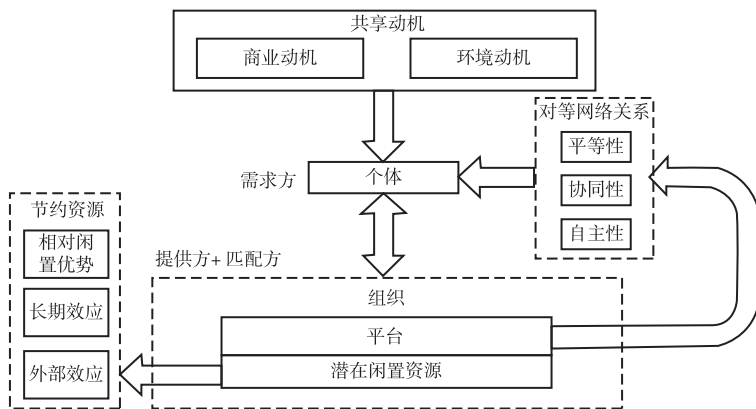 共享动机
商业动机
环境动机
对等网络关系
平等性
协同性
自主性
需求方
个体
节约资源
相对闲
置优势
长期效应
外部效应
提供方+匹配方
组织
平台
潜在闲置资源